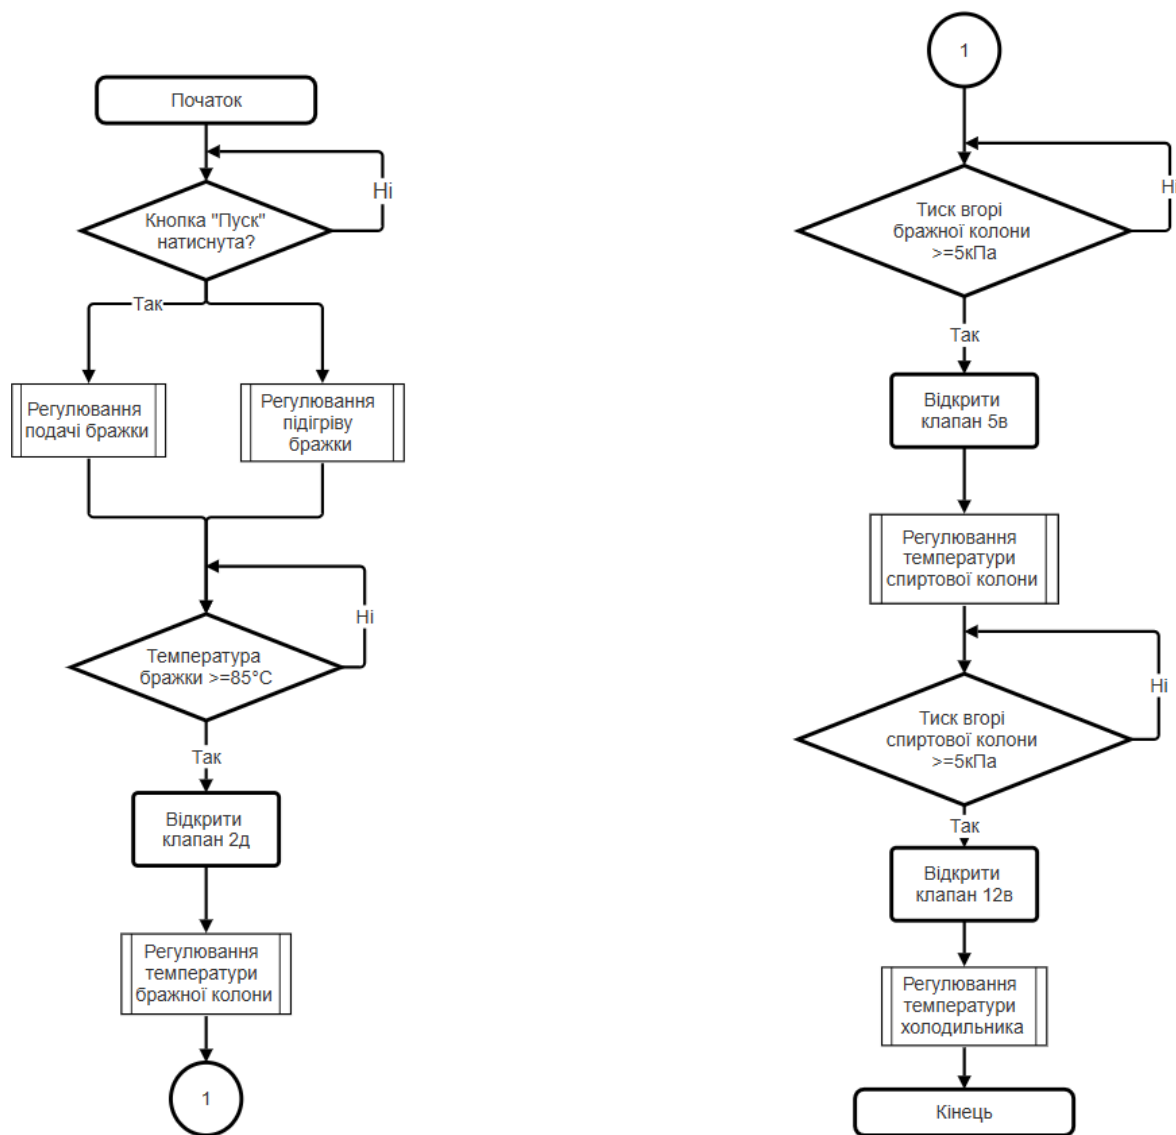 Початок
Ні
Кнопка "Пуск"
натиснута?
Так
Регулювання
подачі бражки
Регулювання
підігріву
бражки
Ні
Температура
бражки >=85°C
Так
Відкрити
клапан 2д
Регулювання
температури
бражної колони
1
1
Ні
Тиск вгорі
бражної колони
>=5кПа
Так
Відкрити
клапан 5в
Регулювання
температури
спиртової колони
Ні
Тиск вгорі
спиртової колони
>=5кПа
Так
Відкрити
клапан 12в
Регулювання
температури
холодильника
Кінець